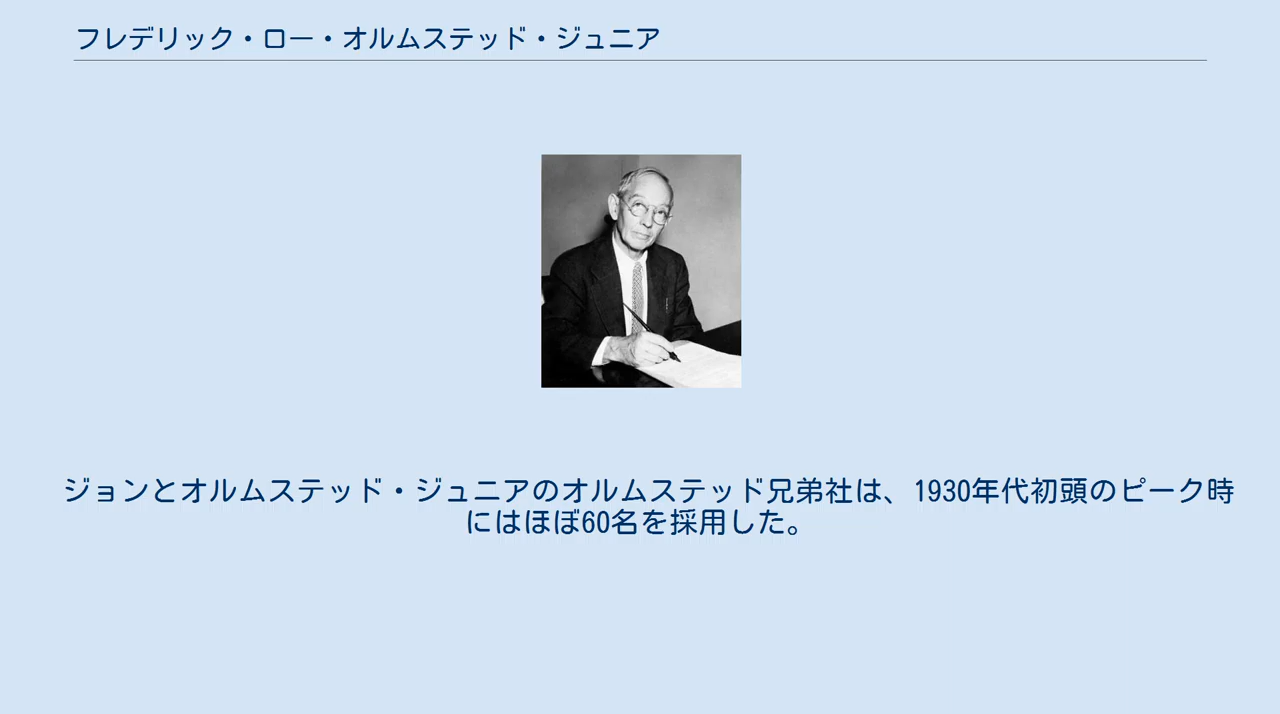 フレデリック・ロー・オルムステッド・ジュニア
ジョンとオルムステッド・ジュニアのオルムステッド兄弟社は、1930年代初頭のピーク時
にはほぼ60名を採用した。